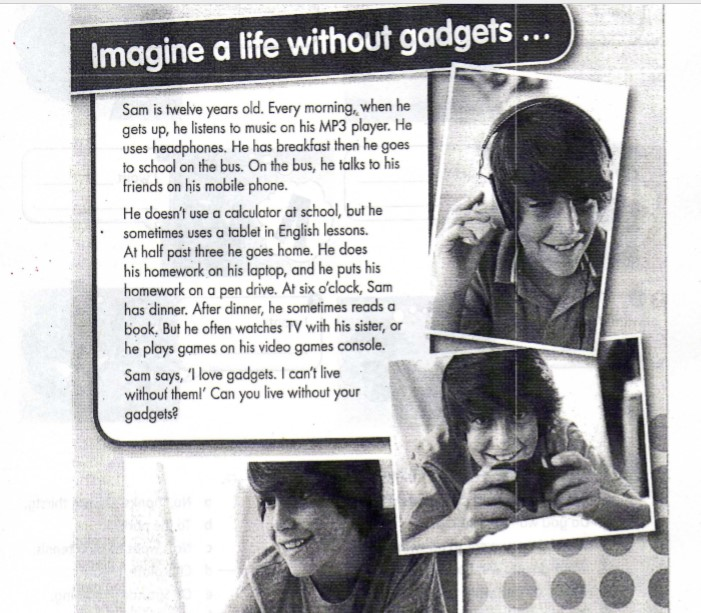 Imagine a life without gadgets ...
Sam is twelve years old. Every morning, when he
gets up, he listens to music on his MP3 player. He
uses headphones. He has breakfast then he goes
to school on the bus. On the bus, he talks to his
friends on his mobile phone.
He doesn't use a calculator at school, but he
sometimes uses a tablet in English lessons.
At half past three he goes home. He does
his homework on his laptop, and he puts his
homework on a pen drive. At six o'clock, Sam
has dinner. After dinner, he sometimes reads a
book. But he often watches TV with his sister, or
he plays games on his video games console.
Sam says, 'I love gadgets. I can't live
without them!' Can you live without your
gadgets?